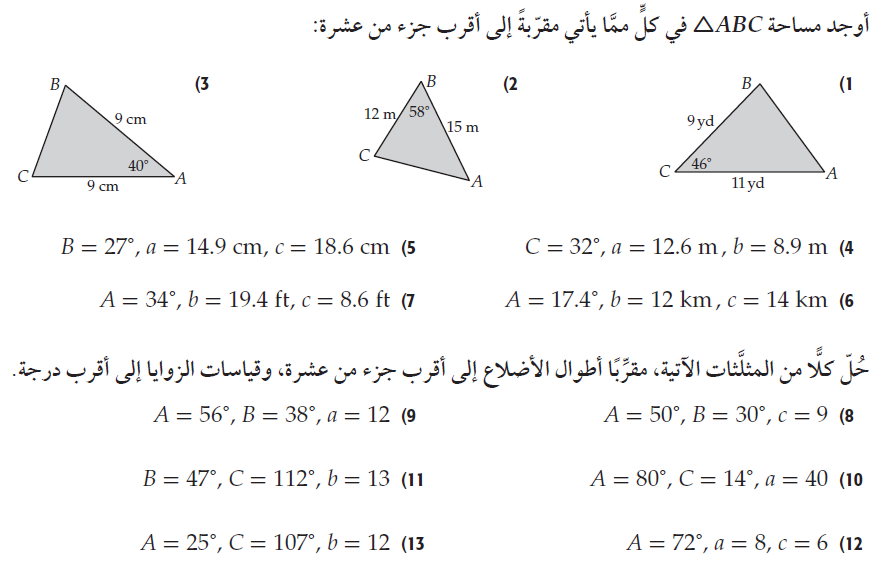 أوجد مساحة △ABC في كلٍّ ممَّا يأتي مقرّبةً إلى أقرب جزء من عشرة:
(1 B 9 yd 46° C 11 yd A
(2 B 12 m 58° 15 m C A
(3 B 9 cm 40° C 9 cm A
(4 C = 32°, a = 12.6 m, b = 8.9 m
(5 B = 27°, a = 14.9 cm, c = 18.6 cm
(6 A = 17.4°, b = 12 km, c = 14 km
(7 A = 34°, b = 19.4 ft, c = 8.6 ft
حُلّ كلًّا من المثلَّثات الآتية، مقرِّبًا أطوال الأضلاع إلى أقرب جزء من عشرة، وقياسات الزوايا إلى أقرب درجة.
(8 A = 50°, B = 30°, c = 9
(9 A = 56°, B = 38°, a = 12
(10 A = 80°, C = 14°, a = 40
(11 B = 47°, C = 112°, b = 13
(12 A = 72°, a = 8, c = 6
(13 A = 25°, C = 107°, b = 12